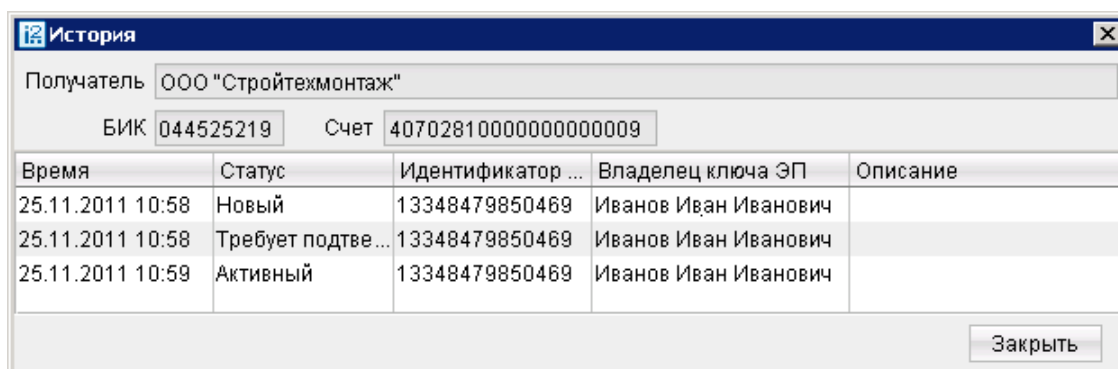 История
Получатель ООО "Стройтехмонтаж"
БИК 044525219 Счет 40702810000000000009
Время Статус Идентификатор ... Владелец ключа ЭП Описание
25.11.2011 10:58 Новый 13348479850469 Иванов Иван Иванович
25.11.2011 10:58 Требует подтве... 13348479850469 Иванов Иван Иванович
25.11.2011 10:59 Активный 13348479850469 Иванов Иван Иванович
Закрыть